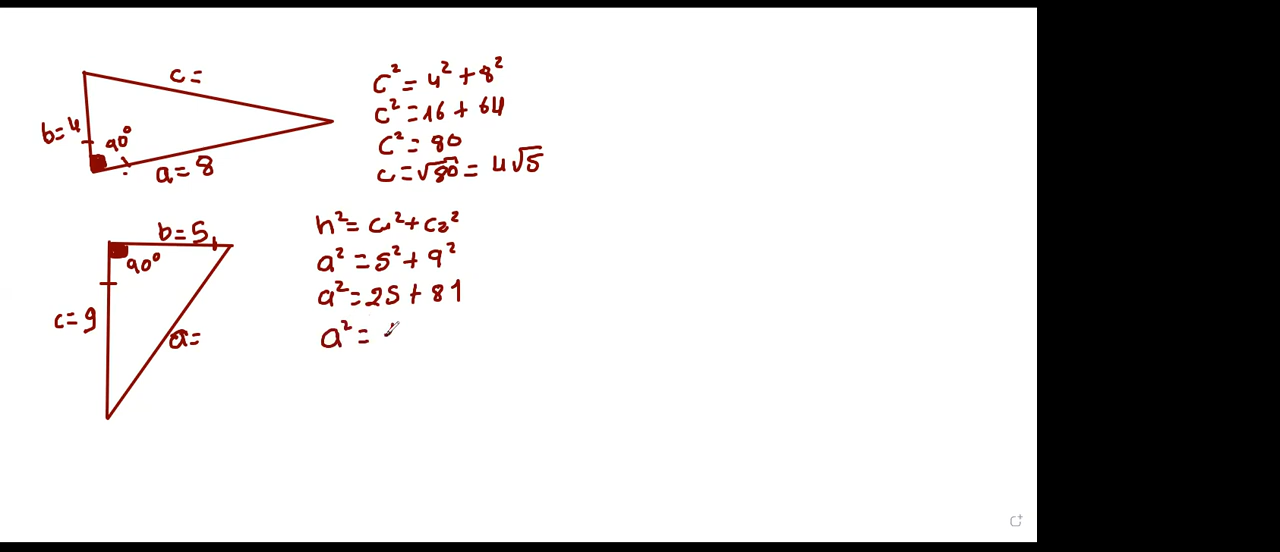 c =
b = 4
90°
a = 8
c² = 4² + 8²
c² = 16 + 64
c² = 80
c = √80 = 4√5
b = 5
90°
c = 9
a =
h² = c₁² + c₂²
a² = 5² + 9²
a² = 25 + 81
a² =